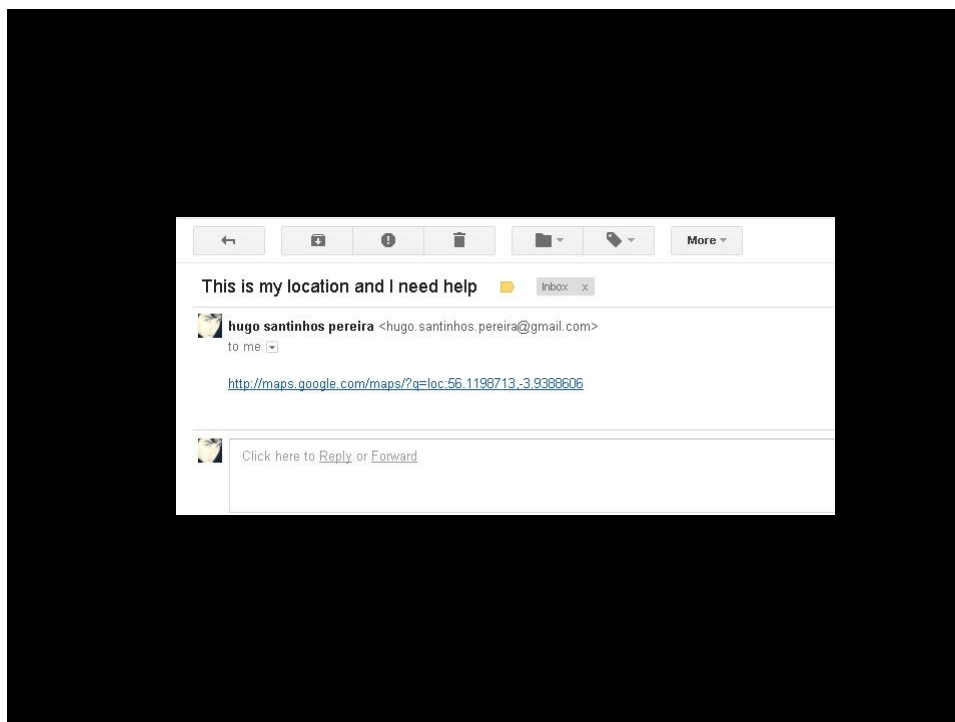 More
This is my location and I need help Inbox x
hugo santinhos pereira <hugo.santinhos.pereira@gmail.com>
to me
http://maps.google.com/maps/?q=loc:56.1198713,-3.9388606
Click here to Reply or Forward